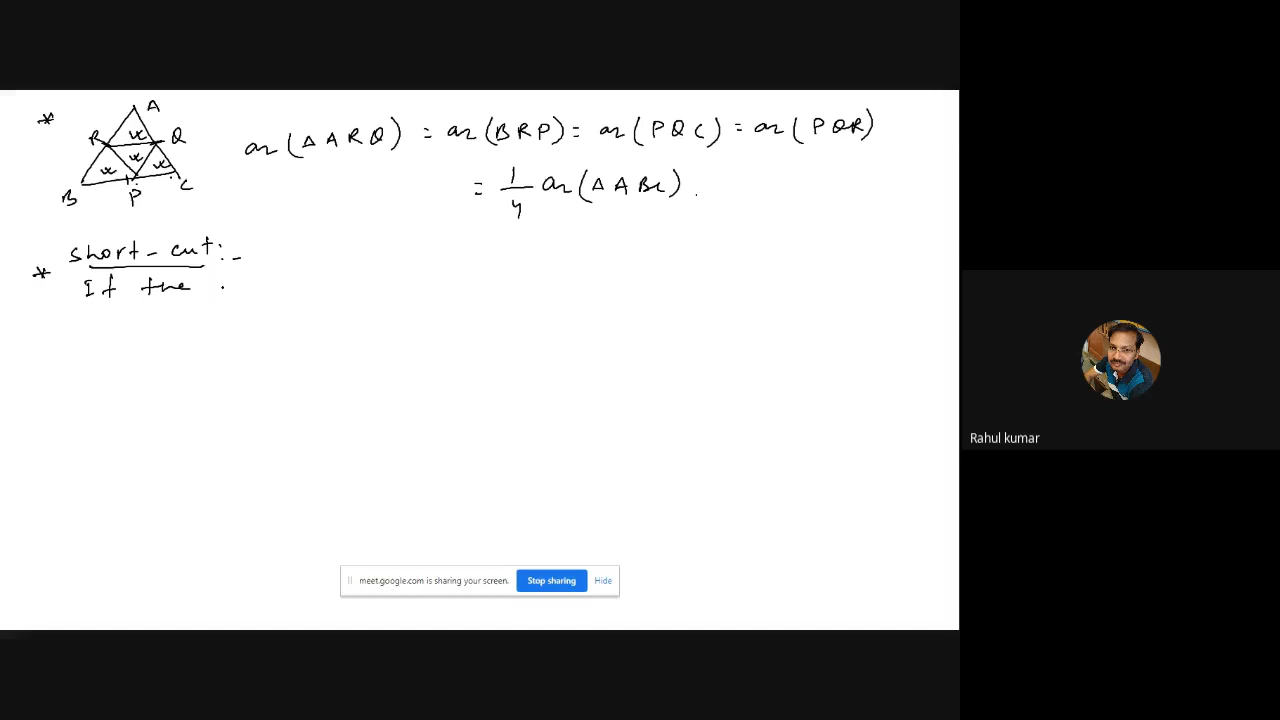 * A
R Q
x
x
x x
B P C
ar(△ARQ) = ar(BRP) = ar(PQC) = ar(PQR)
= 1/4 ar(△ABC).
* Short-cut:-
If the
meet.google.com is sharing your screen. Stop sharing Hide
Rahul kumar